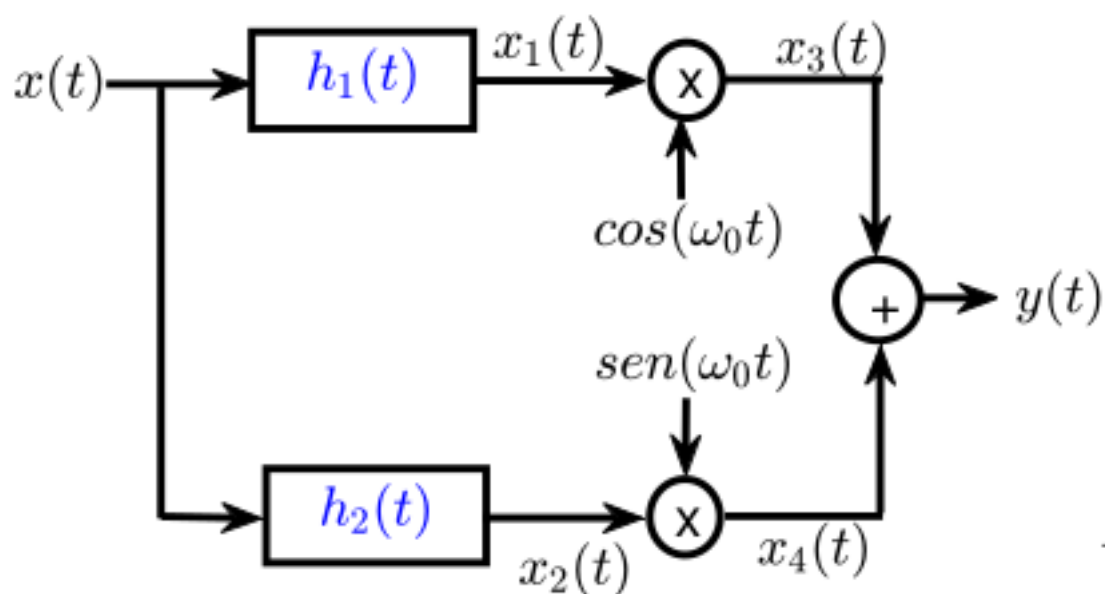 x(t)
h₁(t)
x₁(t)
x
x₃(t)
cos(ω₀t)
+
y(t)
sen(ω₀t)
h₂(t)
x₂(t)
x
x₄(t)